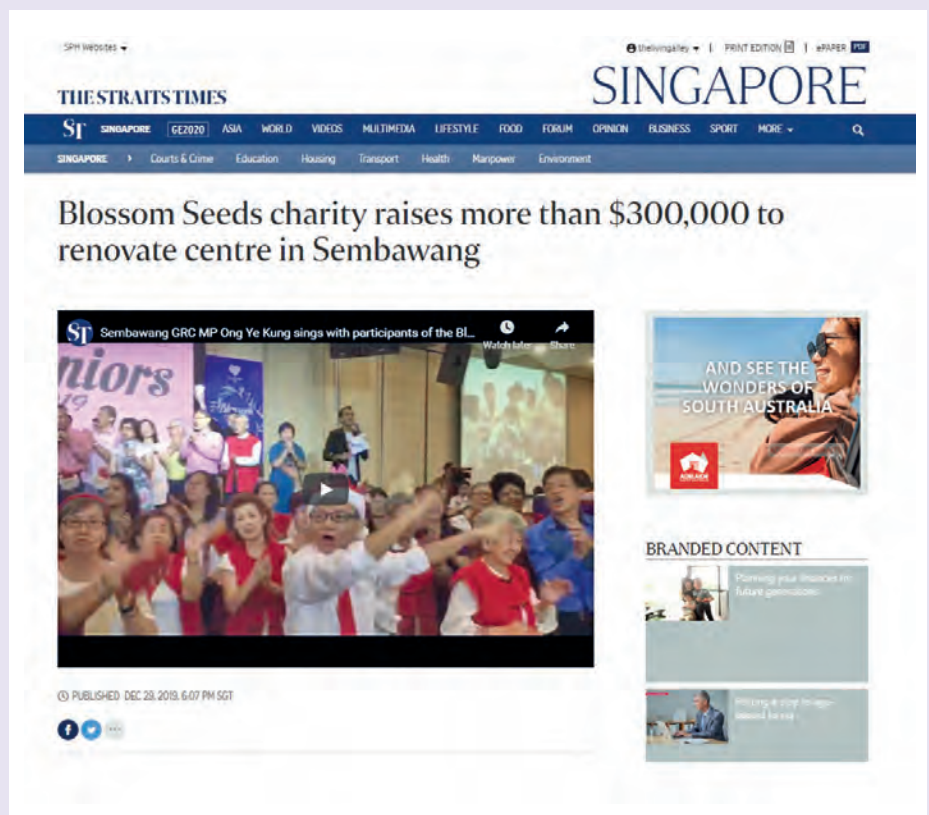 SPH Websites
thelivingalley | PRINT EDITION | ePAPER PDF
THE STRAITS TIMES
SINGAPORE
ST SINGAPORE GE2020 ASIA WORLD VIDEOS MULTIMEDIA LIFESTYLE FOOD FORUM OPINION BUSINESS SPORT MORE
SINGAPORE › Courts & Crime Education Housing Transport Health Manpower Environment
Blossom Seeds charity raises more than $300,000 to
renovate centre in Sembawang
ST Sembawang GRC MP Ong Ye Kung sings with participants of the Bl...
Watch later Share
niors
19
AND SEE THE
WONDERS OF
SOUTH AUSTRALIA
ADELAIDE
BRANDED CONTENT
Planning your finances for
future generations
PUBLISHED DEC 29, 2019, 6:07 PM SGT